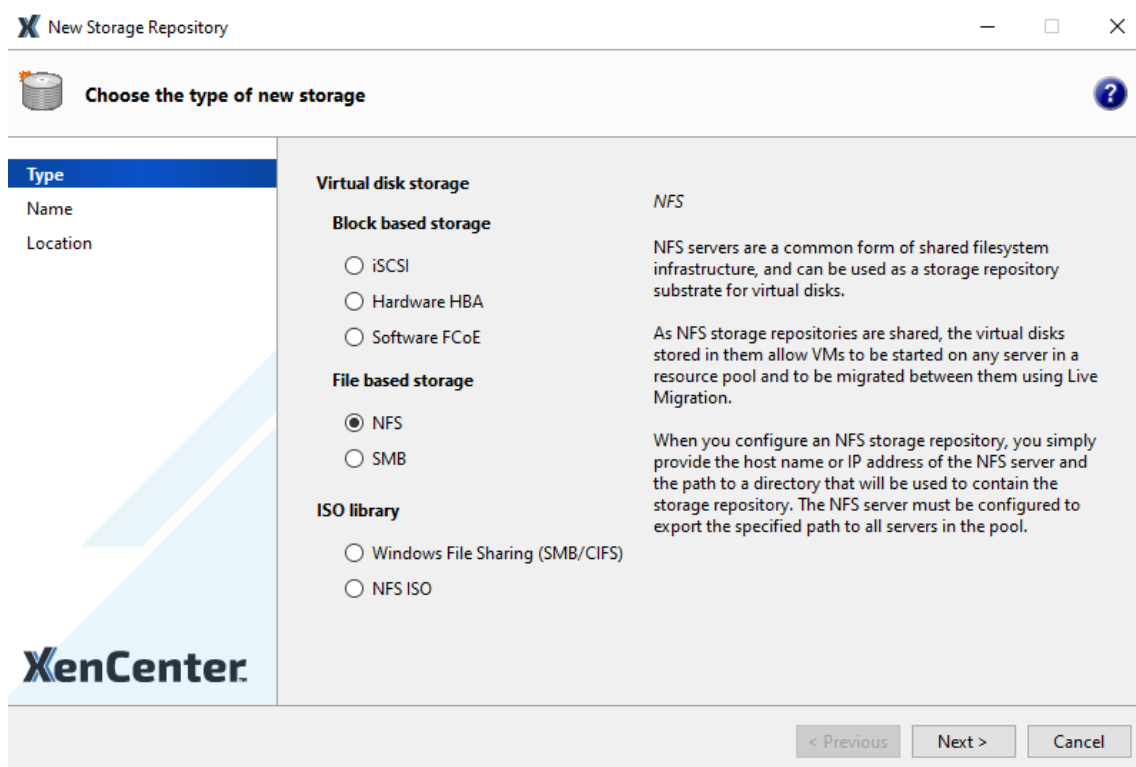 New Storage Repository
Choose the type of new storage
?
Type
Name
Location
Virtual disk storage
Block based storage
iSCSI
Hardware HBA
Software FCoE
File based storage
NFS
SMB
ISO library
Windows File Sharing (SMB/CIFS)
NFS ISO
NFS
NFS servers are a common form of shared filesystem
infrastructure, and can be used as a storage repository
substrate for virtual disks.
As NFS storage repositories are shared, the virtual disks
stored in them allow VMs to be started on any server in a
resource pool and to be migrated between them using Live
Migration.
When you configure an NFS storage repository, you simply
provide the host name or IP address of the NFS server and
the path to a directory that will be used to contain the
storage repository. The NFS server must be configured to
export the specified path to all servers in the pool.
XenCenter™
< Previous
Next >
Cancel